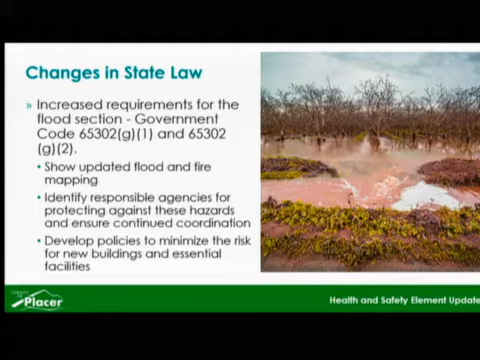 Changes in State Law
» Increased requirements for the
flood section - Government
Code 65302(g)(1) and 65302
(g)(2).
• Show updated flood and fire
mapping
• Identify responsible agencies for
protecting against these hazards
and ensure continued coordination
• Develop policies to minimize the risk
for new buildings and essential
facilities
Placer
Health and Safety Element Update